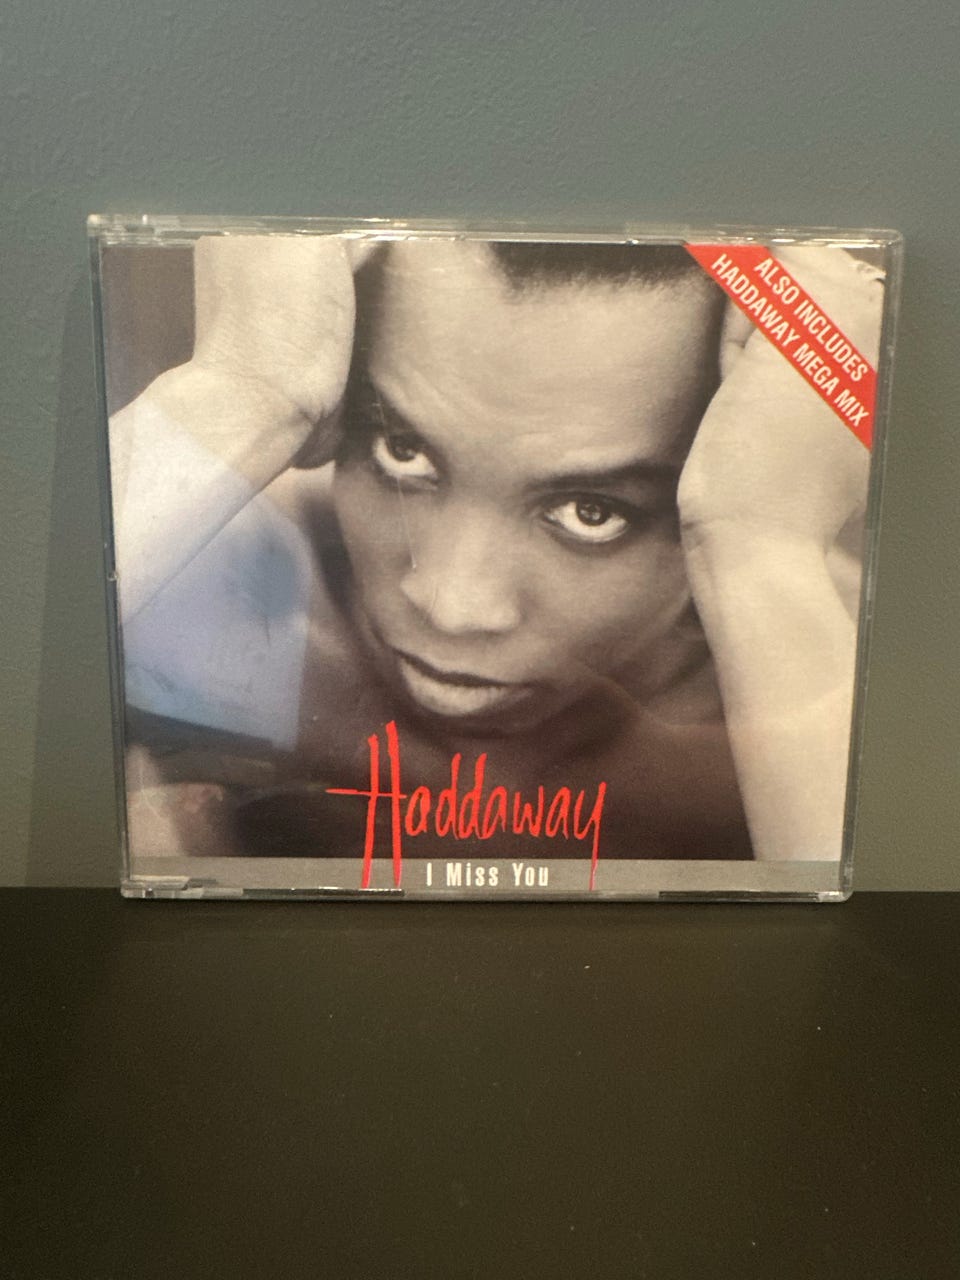 ALSO INCLUDES
HADDAWAY MEGA MIX
Haddaway
I Miss You